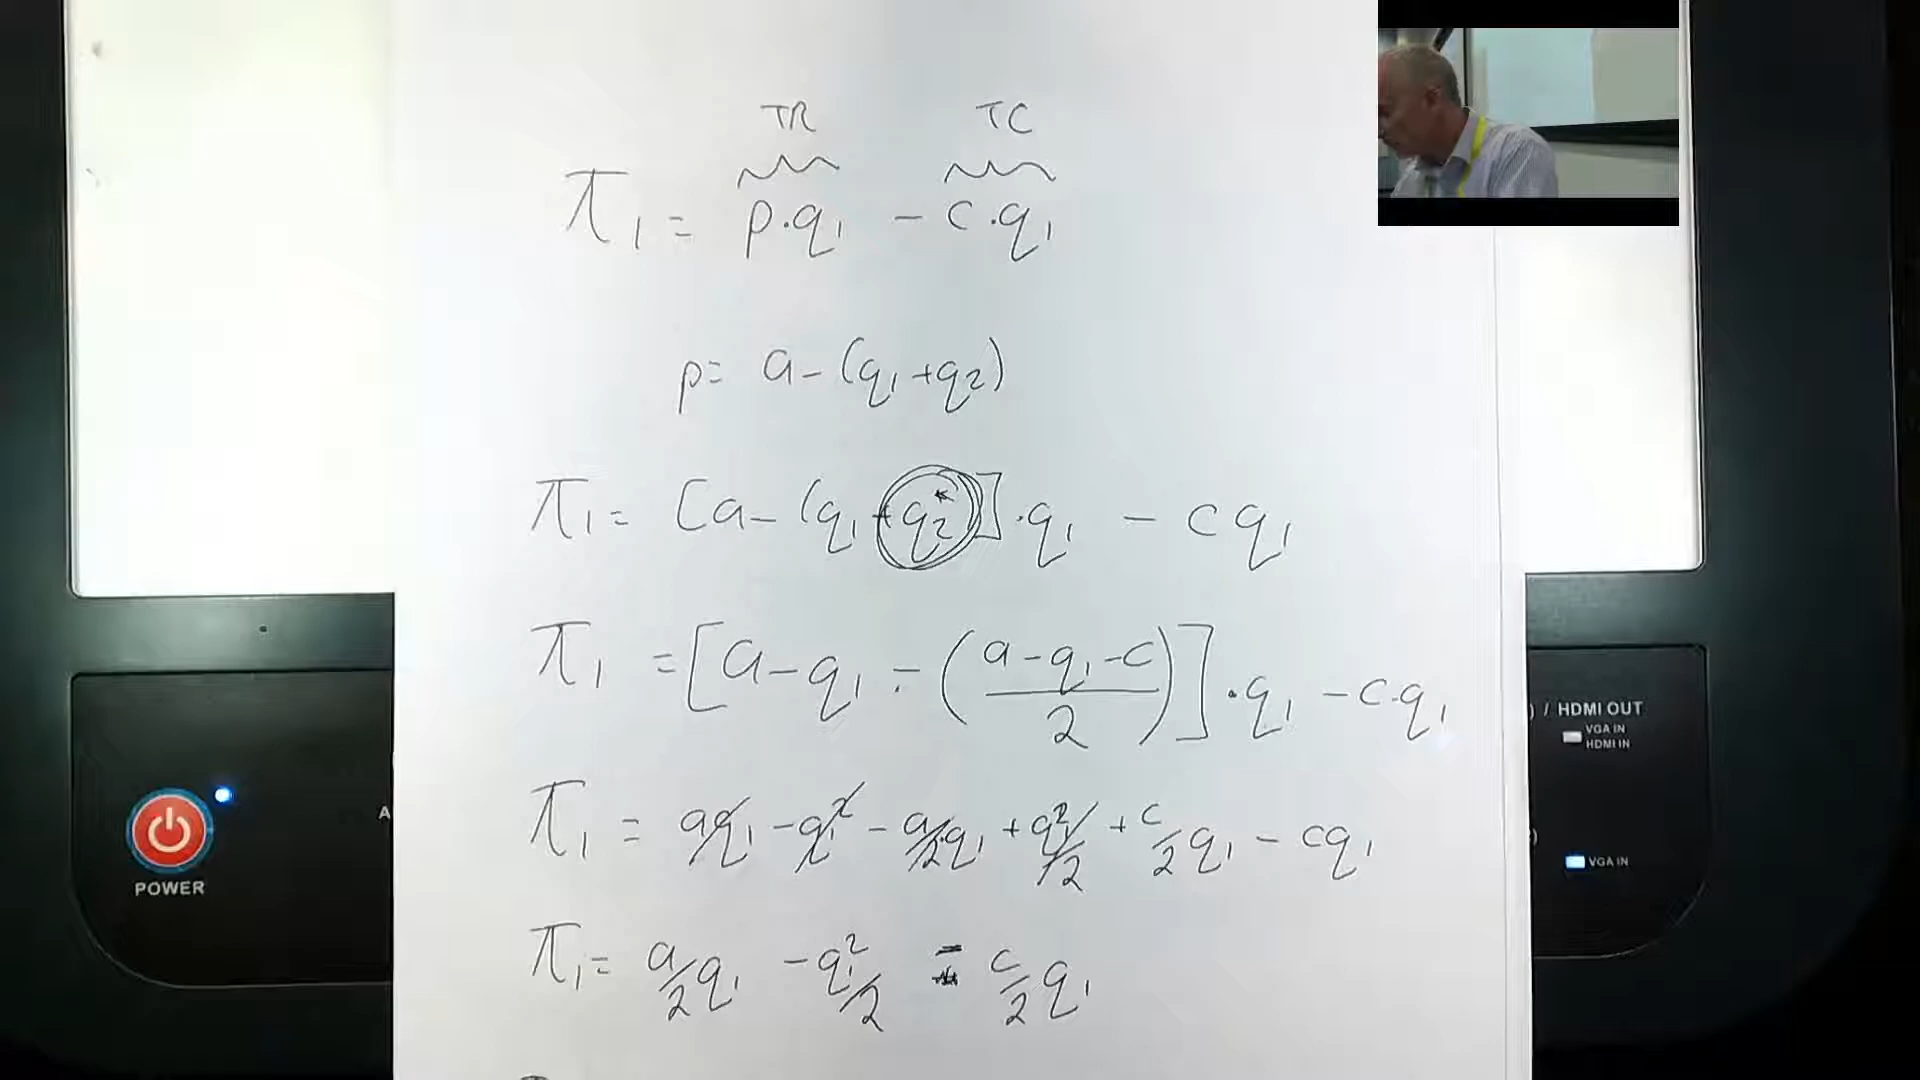 TR TC
π₁ = p·q₁ − c·q₁
p = a − (q₁ + q₂)
π₁ = [a − (q₁ + q₂*)]·q₁ − cq₁
π₁ = [a − q₁ − ((a − q₁ − c)/2)]·q₁ − c·q₁
π₁ = aq₁ − q₁² − a/2·q₁ + q₁²/2 + c/2 q₁ − cq₁
π₁ = a/2 q₁ − q₁²/2 − c/2 q₁
POWER
A
) / HDMI OUT
VGA IN
HDMI IN
)
VGA IN